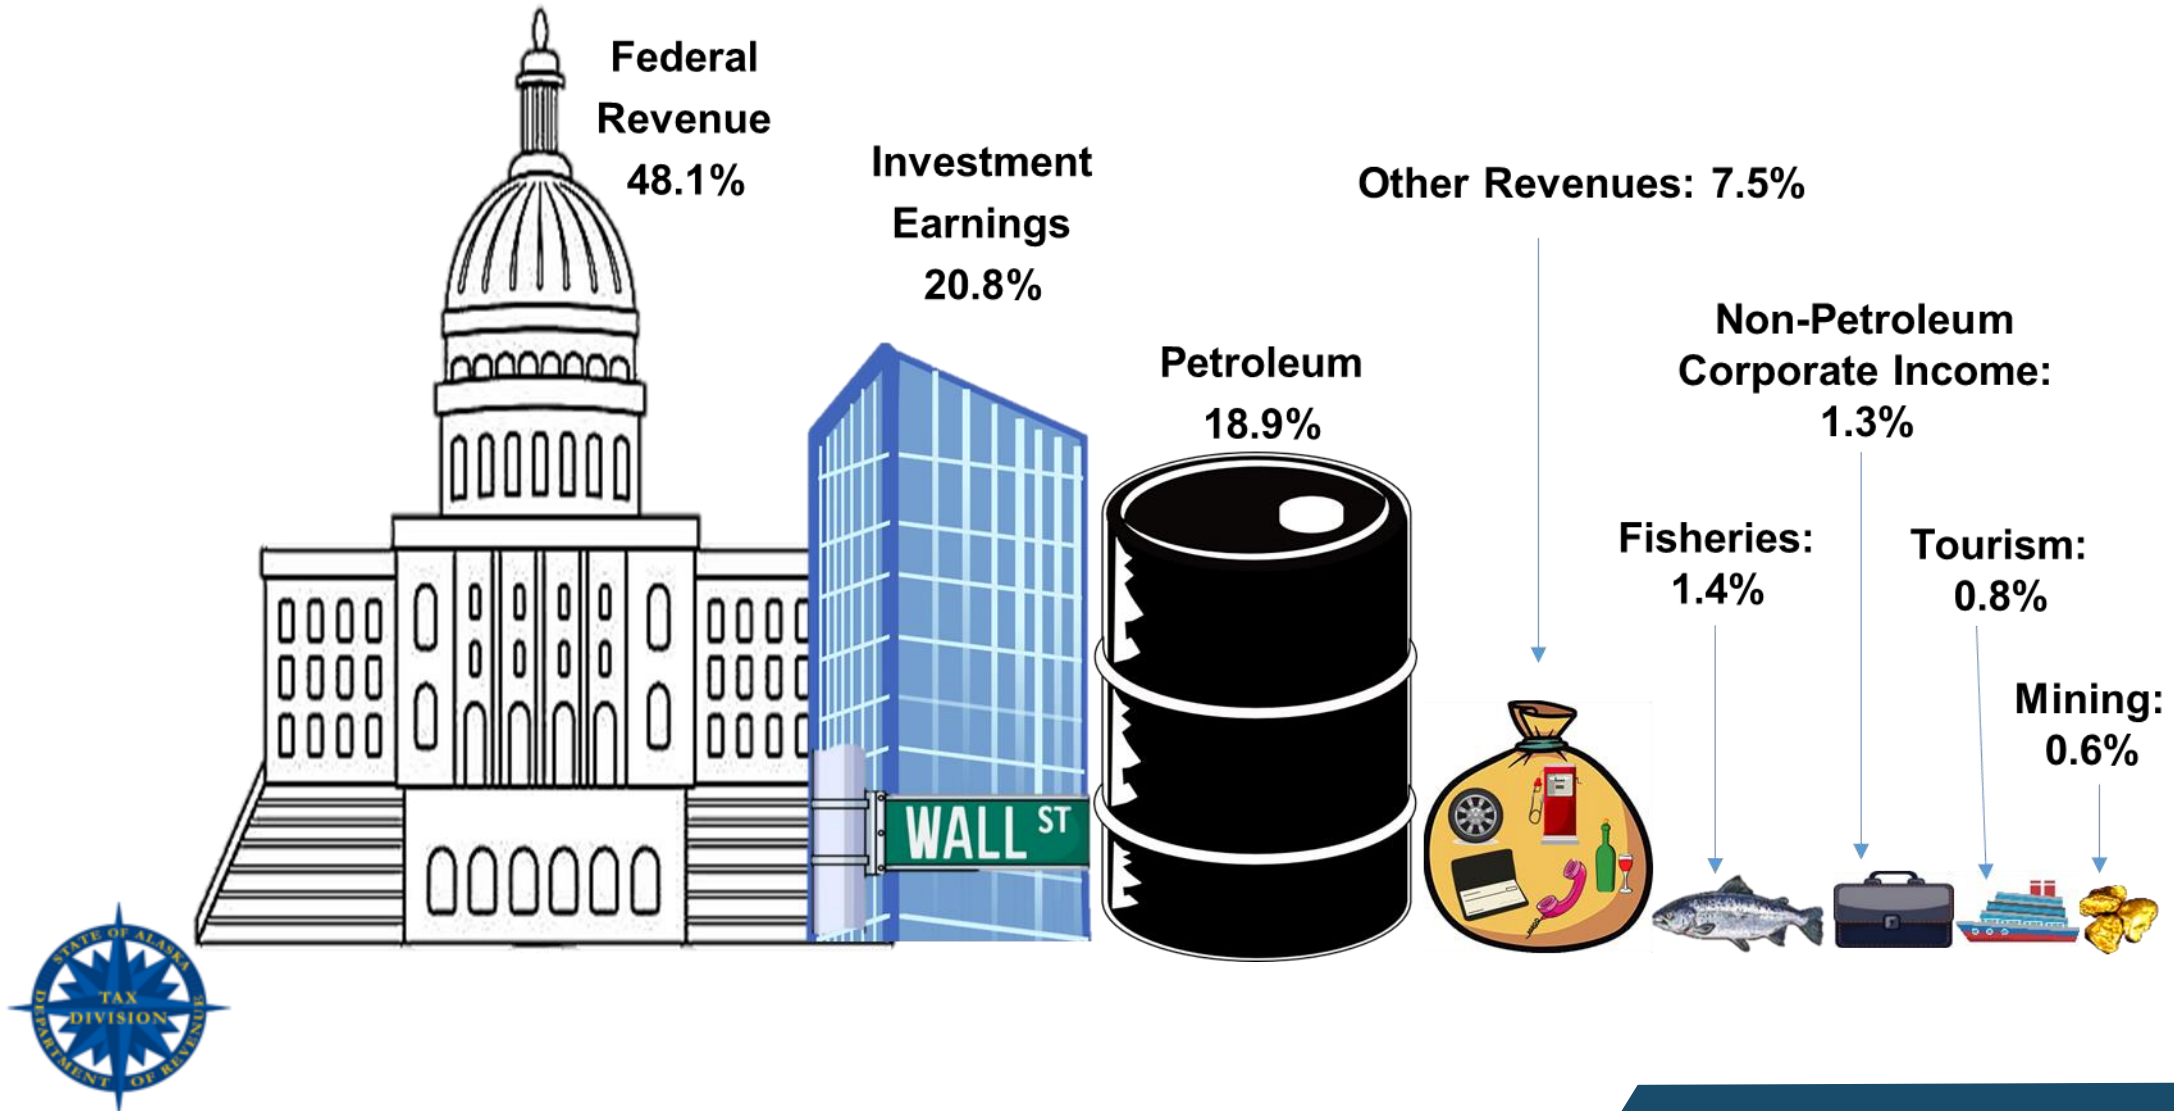 Federal
Revenue
48.1%
Investment
Earnings
20.8%
Petroleum
18.9%
Other Revenues: 7.5%
Non-Petroleum
Corporate Income:
1.3%
Fisheries:
1.4%
Tourism:
0.8%
Mining:
0.6%
WALL ST
STATE OF ALASKA
TAX
DIVISION
DEPARTMENT OF REVENUE